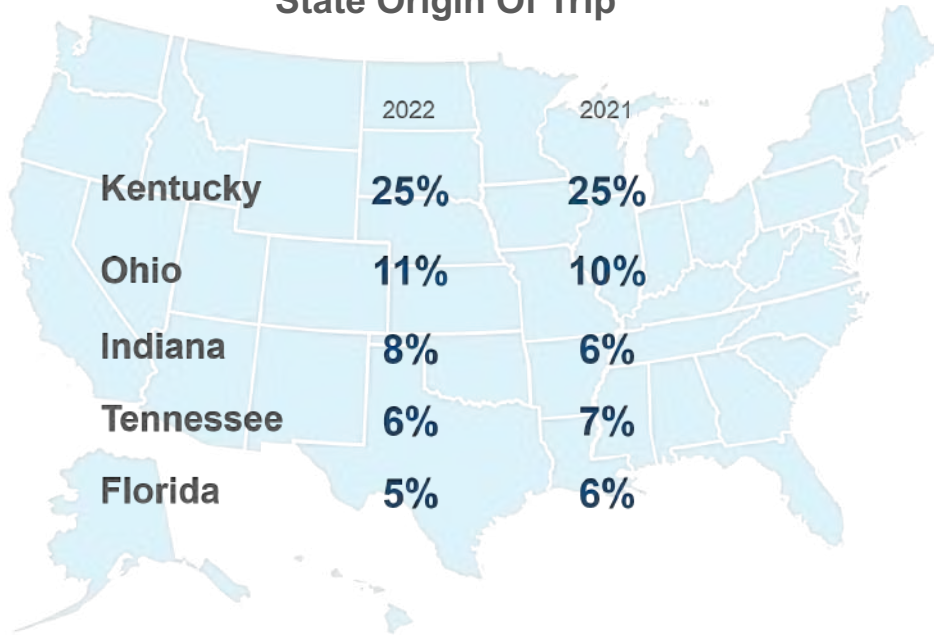 State Origin Of Trip
2022 2021
Kentucky 25% 25%
Ohio 11% 10%
Indiana 8% 6%
Tennessee 6% 7%
Florida 5% 6%